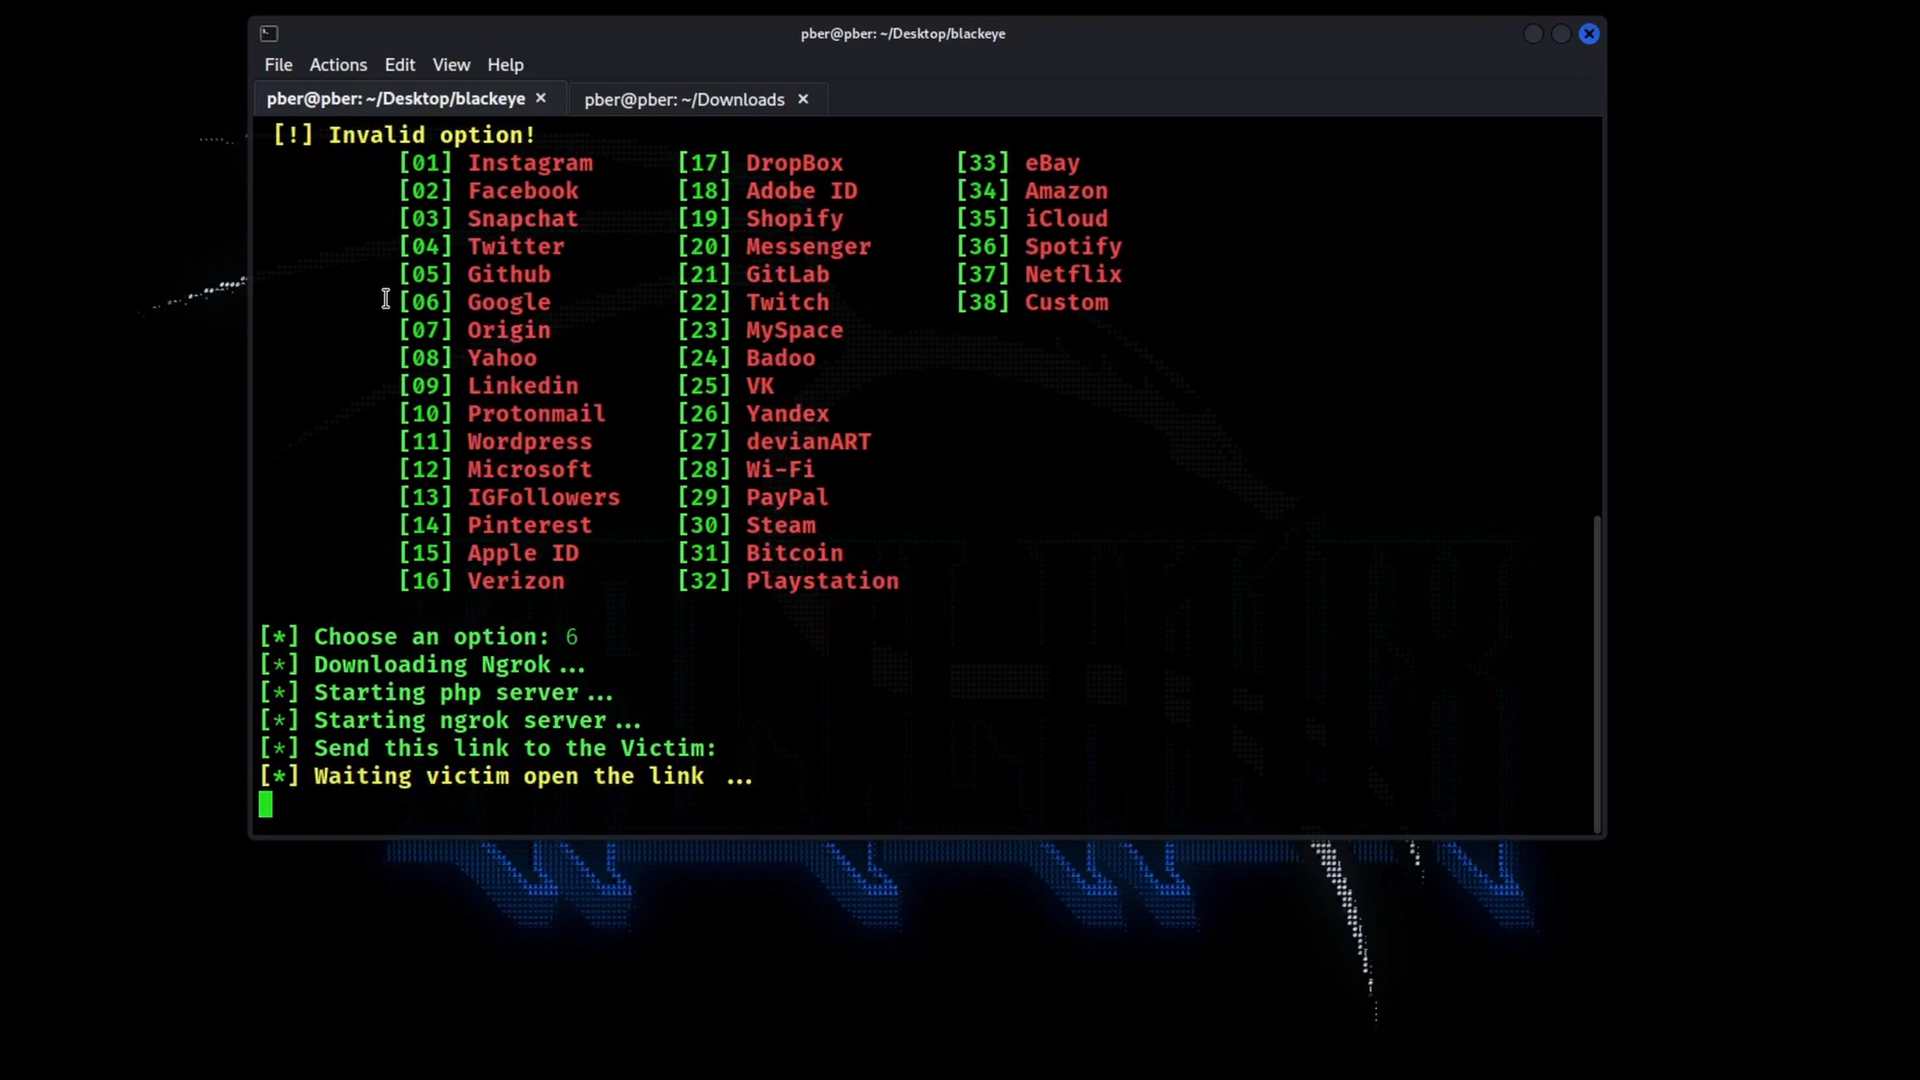 pber@pber: ~/Desktop/blackeye
File Actions Edit View Help
pber@pber: ~/Desktop/blackeye × pber@pber: ~/Downloads ×
[!] Invalid option!
[01] Instagram [17] DropBox [33] eBay
[02] Facebook [18] Adobe ID [34] Amazon
[03] Snapchat [19] Shopify [35] iCloud
[04] Twitter [20] Messenger [36] Spotify
[05] Github [21] GitLab [37] Netflix
[06] Google [22] Twitch [38] Custom
[07] Origin [23] MySpace
[08] Yahoo [24] Badoo
[09] Linkedin [25] VK
[10] Protonmail [26] Yandex
[11] Wordpress [27] devianART
[12] Microsoft [28] Wi-Fi
[13] IGFollowers [29] PayPal
[14] Pinterest [30] Steam
[15] Apple ID [31] Bitcoin
[16] Verizon [32] Playstation
[*] Choose an option: 6
[*] Downloading Ngrok...
[*] Starting php server...
[*] Starting ngrok server...
[*] Send this link to the Victim:
[*] Waiting victim open the link ...